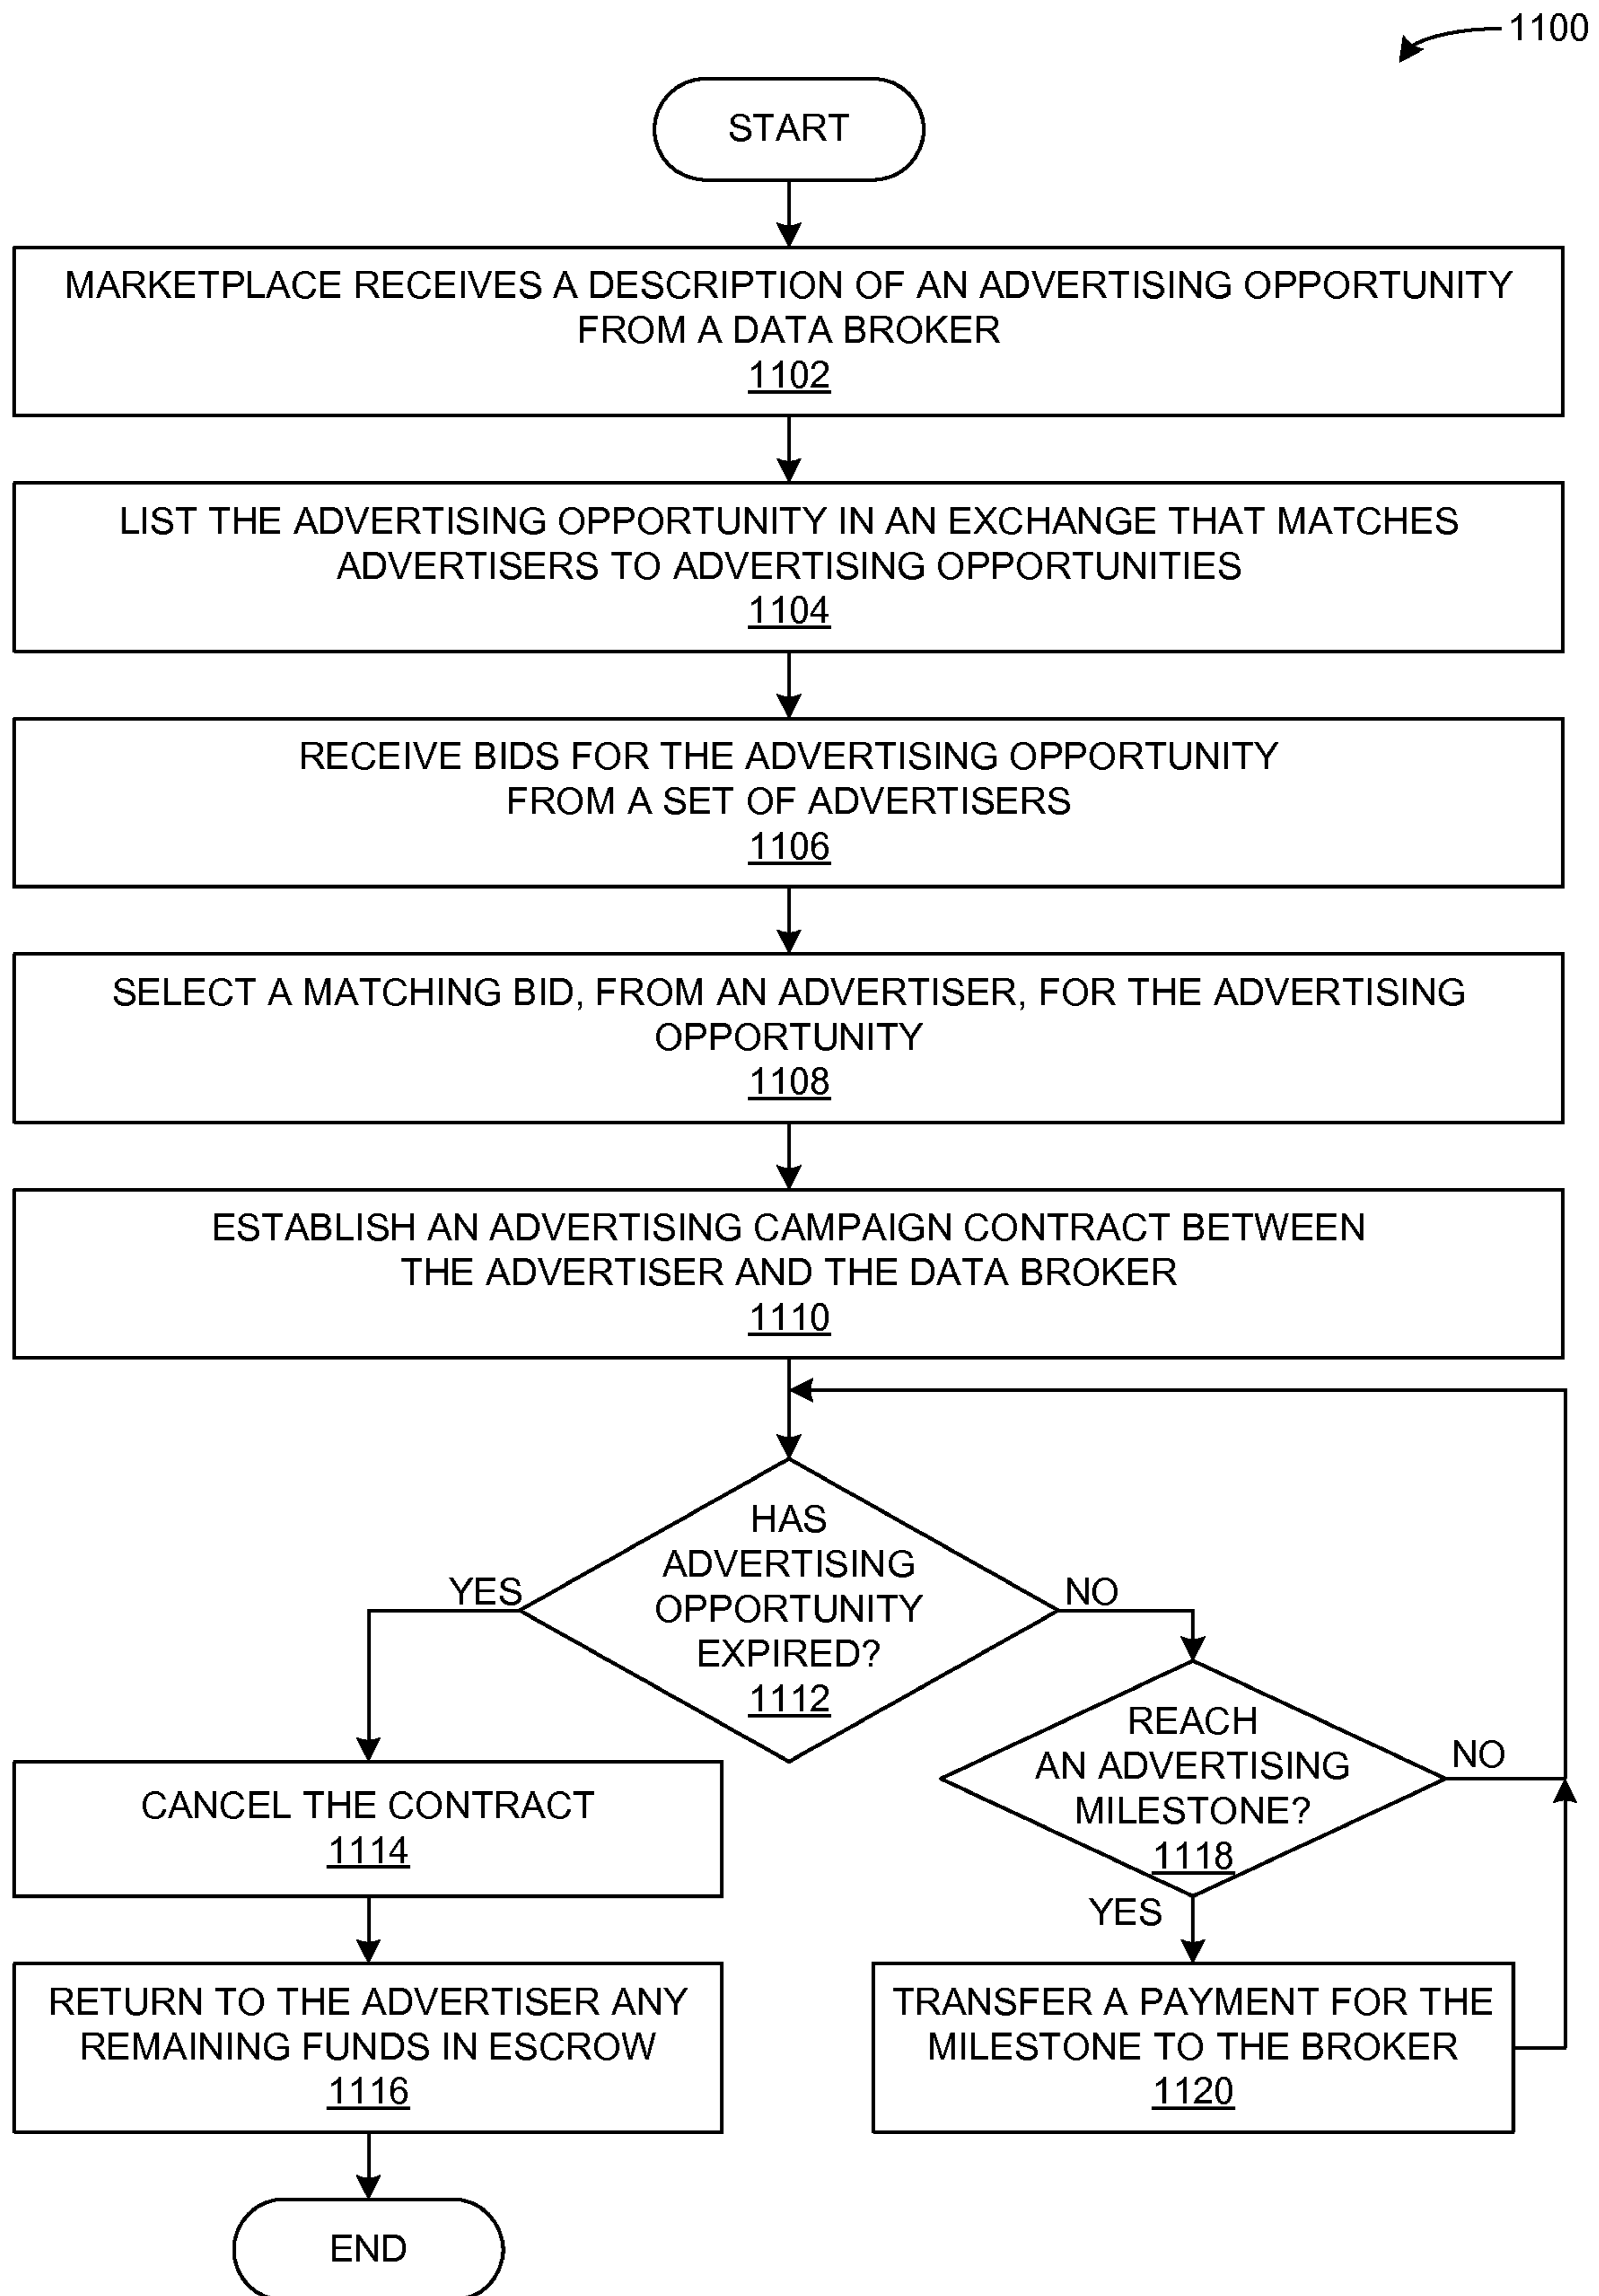 1100
START
MARKETPLACE RECEIVES A DESCRIPTION OF AN ADVERTISING OPPORTUNITY
FROM A DATA BROKER
1102
LIST THE ADVERTISING OPPORTUNITY IN AN EXCHANGE THAT MATCHES
ADVERTISERS TO ADVERTISING OPPORTUNITIES
1104
RECEIVE BIDS FOR THE ADVERTISING OPPORTUNITY
FROM A SET OF ADVERTISERS
1106
SELECT A MATCHING BID, FROM AN ADVERTISER, FOR THE ADVERTISING
OPPORTUNITY
1108
ESTABLISH AN ADVERTISING CAMPAIGN CONTRACT BETWEEN
THE ADVERTISER AND THE DATA BROKER
1110
HAS
ADVERTISING
OPPORTUNITY
EXPIRED?
1112
YES
NO
CANCEL THE CONTRACT
1114
RETURN TO THE ADVERTISER ANY
REMAINING FUNDS IN ESCROW
1116
END
REACH
AN ADVERTISING
MILESTONE?
1118
NO
YES
TRANSFER A PAYMENT FOR THE
MILESTONE TO THE BROKER
1120